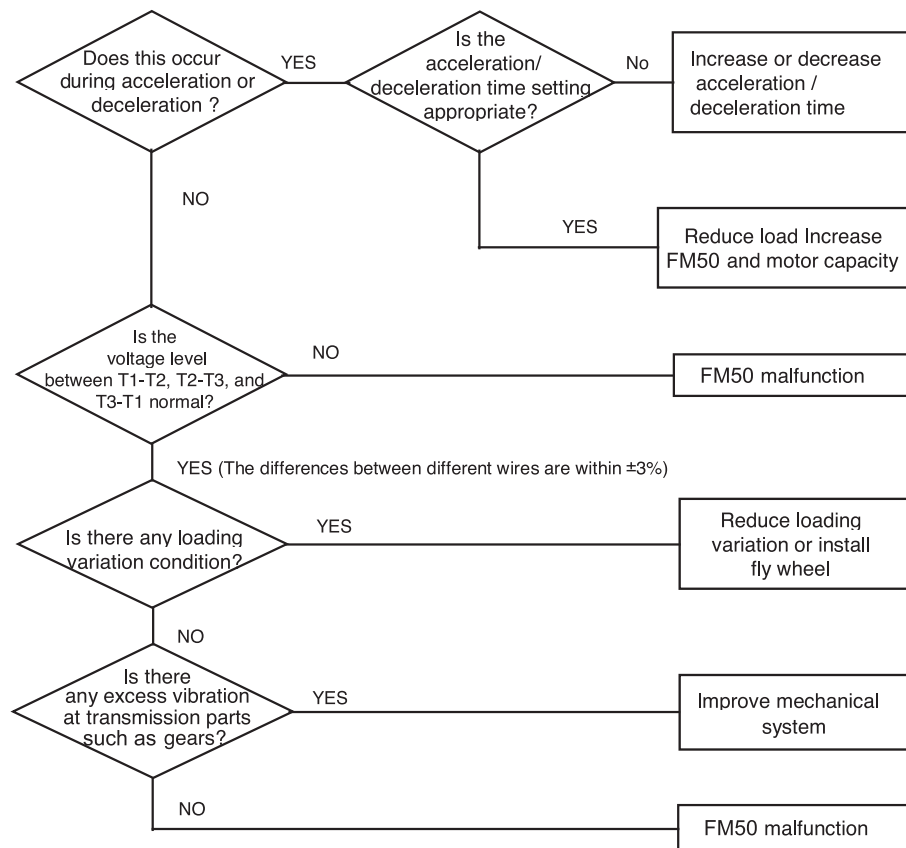 Does this occur
during acceleration or
deceleration ?
YES
Is the
acceleration/
deceleration time setting
appropriate?
No
Increase or decrease
acceleration /
deceleration time
NO
YES
Reduce load Increase
FM50 and motor capacity
Is the
voltage level
between T1-T2, T2-T3, and
T3-T1 normal?
NO
FM50 malfunction
YES (The differences between different wires are within ±3%)
Is there any loading
variation condition?
YES
Reduce loading
variation or install
fly wheel
NO
Is there
any excess vibration
at transmission parts
such as gears?
YES
Improve mechanical
system
NO
FM50 malfunction